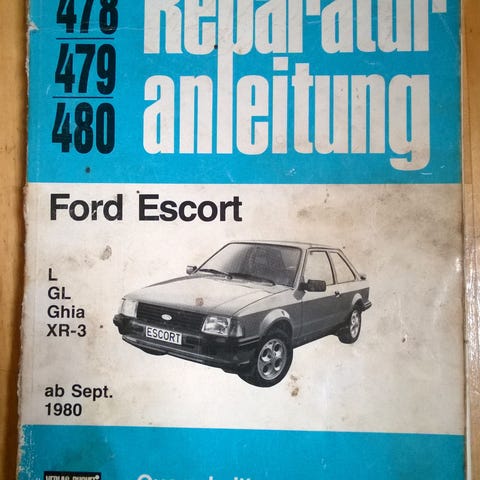 478
479
480
Reparatur
anleitung
Ford Escort
L
GL
Ghia
XR-3
ESCORT
ab Sept.
1980